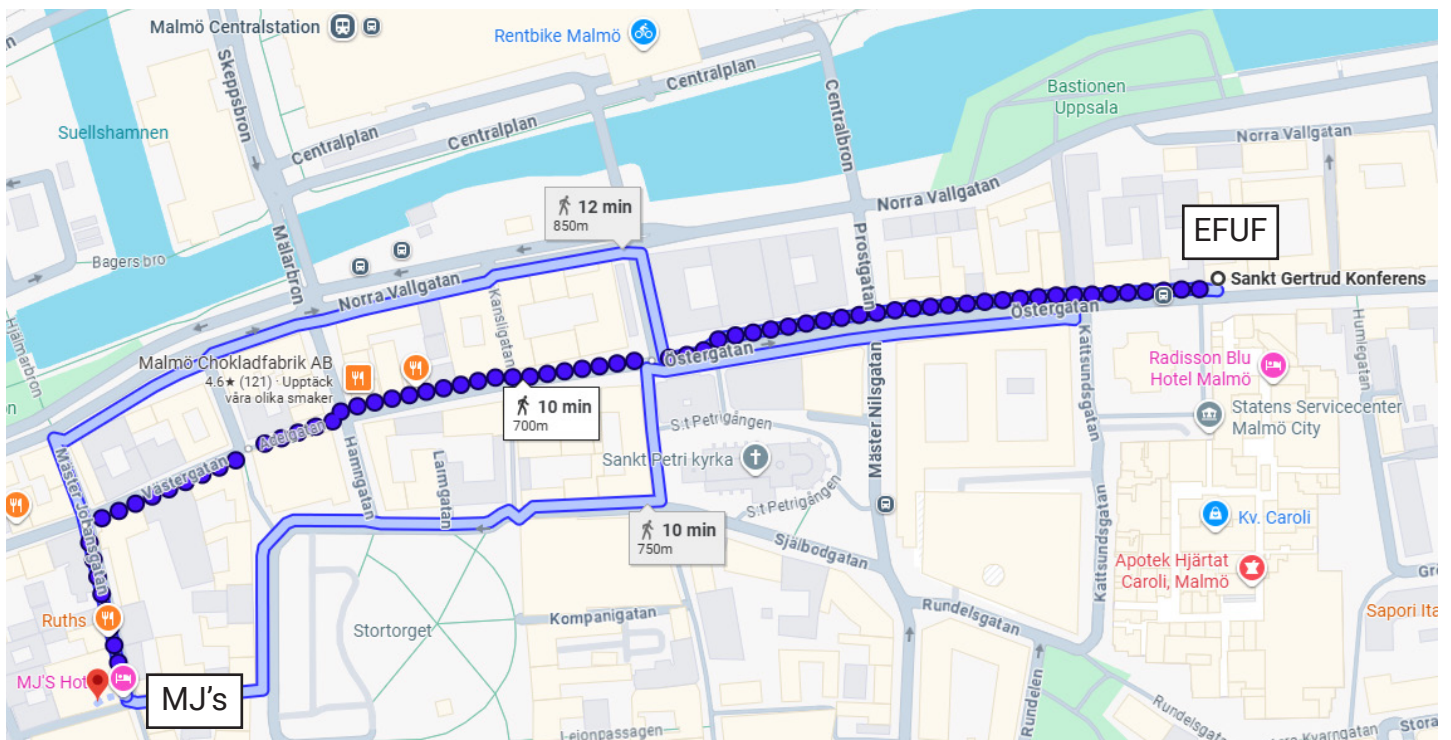 Malmö Centralstation
Rentbike Malmö
Skeppsbron
Centralplan
Centralplan
Centralplan
Centralbron
Bastionen
Uppsala
Suellshamnen
Norra Vallgatan
Norra Vallgatan
12 min
850m
EFUF
Prostgatan
Mälarbron
Bagers bro
Norra Vallgatan
Sankt Gertrud Konferens
Kansligatan
Östergatan
Hjälmarbron
Malmö Chokladfabrik AB
4.6★ (121) · Upptäck
våra olika smaker
Östergatan
Kattsundsgatan
Humlegatan
Radisson Blu
Hotel Malmö
10 min
700m
Mäster Nilsgatan
Statens Servicecenter
Malmö City
S:t Petrigången
Adelgatan
Västergatan
Hamngatan
Larmgatan
Sankt Petri kyrka
S:t Petrigången
Mäster Johansgatan
Kv. Caroli
10 min
750m
Själbodgatan
Kattsundsgatan
Apotek Hjärtat
Caroli, Malmö
Ruths
Kompanigatan
Rundelsgatan
Sapori Ita
Stortorget
MJ'S Hot
MJ's
Rundelen
Rundelsgatan
Stora